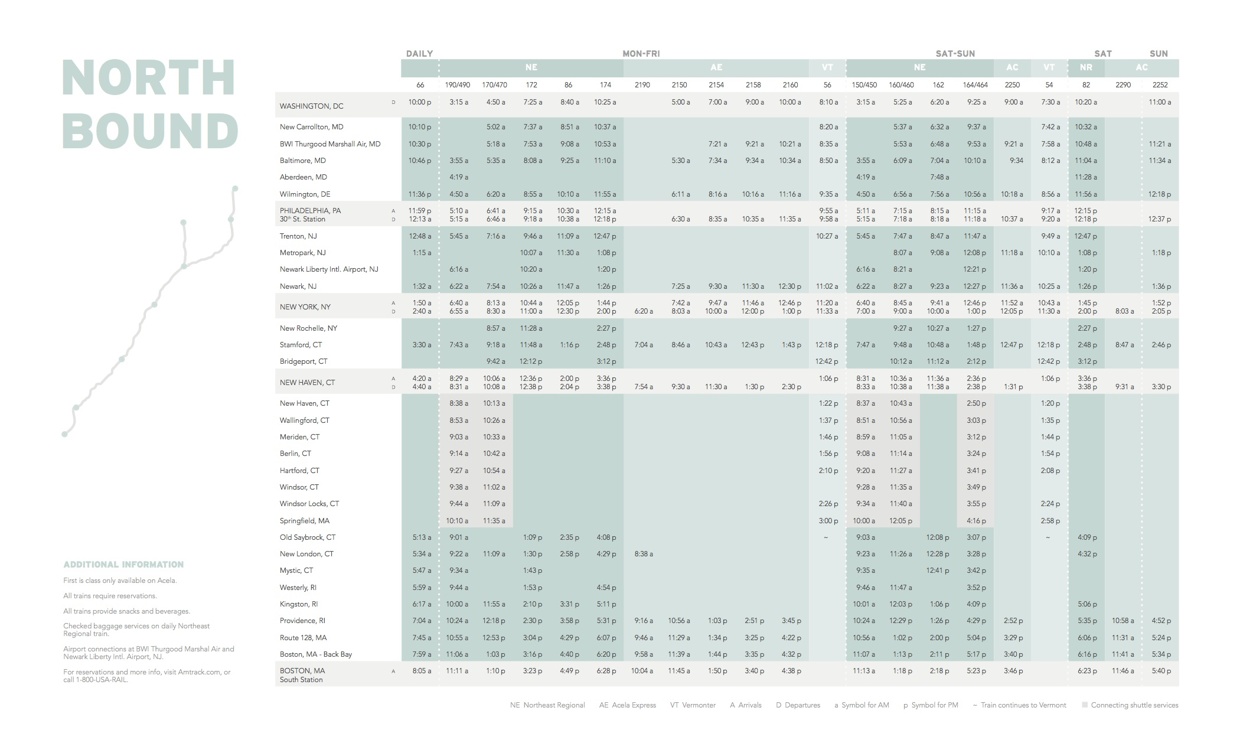 NORTH
BOUND
DAILY MON-FRI SAT-SUN SAT SUN
NE AE VT NE AC VT NR AC
66 190/490 170/470 172 86 174 2190 2150 2154 2158 2160 56 150/450 160/460 162 164/464 2250 54 82 2290 2252
WASHINGTON, DC D 10:00 p 3:15 a 4:50 a 7:25 a 8:40 a 10:25 a 5:00 a 7:00 a 9:00 a 10:00 a 8:10 a 3:15 a 5:25 a 6:20 a 9:25 a 9:00 a 7:30 a 10:20 a 11:00 a
New Carrollton, MD 10:10 p 5:02 a 7:37 a 8:51 a 10:37 a 8:20 a 5:37 a 6:32 a 9:37 a 7:42 a 10:32 a
BWI Thurgood Marshall Air, MD 10:30 p 5:18 a 7:53 a 9:08 a 10:53 a 7:21 a 9:21 a 10:21 a 8:35 a 5:53 a 6:48 a 9:53 a 9:21 a 7:58 a 10:48 a 11:21 a
Baltimore, MD 10:46 p 3:55 a 5:35 a 8:08 a 9:25 a 11:10 a 5:30 a 7:34 a 9:34 a 10:34 a 8:50 a 3:55 a 6:09 a 7:04 a 10:10 a 9:34 8:12 a 11:04 a 11:34 a
Aberdeen, MD 4:19 a 4:19 a 7:48 a 11:28 a
Wilmington, DE 11:36 p 4:50 a 6:20 a 8:55 a 10:10 a 11:55 a 6:11 a 8:16 a 10:16 a 11:16 a 9:35 a 4:50 a 6:56 a 7:56 a 10:56 a 10:18 a 8:56 a 11:56 a 12:18 p
PHILADELPHIA, PA A 11:59 p 5:10 a 6:41 a 9:15 a 10:30 a 12:15 a 9:55 a 5:11 a 7:15 a 8:15 a 11:15 a 9:17 a 12:15 p
30th St. Station D 12:13 a 5:15 a 6:46 a 9:18 a 10:38 a 12:18 p 6:30 a 8:35 a 10:35 a 11:35 a 9:58 a 5:15 a 7:18 a 8:18 a 11:18 a 10:37 a 9:20 a 12:18 p 12:37 p
Trenton, NJ 12:48 a 5:45 a 7:16 a 9:46 a 11:09 a 12:47 p 10:27 a 5:45 a 7:47 a 8:47 a 11:47 a 9:49 a 12:47 p
Metropark, NJ 1:15 a 10:07 a 11:30 a 1:08 p 8:07 a 9:08 a 12:08 p 11:18 a 10:10 a 1:08 p 1:18 p
Newark Liberty Intl. Airport, NJ 6:16 a 10:20 a 1:20 p 6:16 a 8:21 a 12:21 p 1:20 p
Newark, NJ 1:32 a 6:22 a 7:54 a 10:26 a 11:47 a 1:26 p 7:25 a 9:30 a 11:30 a 12:30 p 11:02 a 6:22 a 8:27 a 9:23 a 12:27 p 11:36 a 10:25 a 1:26 p 1:36 p
NEW YORK, NY A 1:50 a 6:40 a 8:13 a 10:44 a 12:05 p 1:44 p 7:42 a 9:47 a 11:46 a 12:46 p 11:20 a 6:40 a 8:45 a 9:41 a 12:46 p 11:52 a 10:43 a 1:45 p 1:52 p
D 2:40 a 6:55 a 8:30 a 11:00 a 12:30 p 2:00 p 6:20 a 8:03 a 10:00 a 12:00 p 1:00 p 11:33 a 7:00 a 9:00 a 10:00 a 1:00 p 12:05 p 11:30 a 2:00 p 8:03 a 2:05 p
New Rochelle, NY 8:57 a 11:28 a 2:27 p 9:27 a 10:27 a 1:27 p 2:27 p
Stamford, CT 3:30 a 7:43 a 9:18 a 11:48 a 1:16 p 2:48 p 7:04 a 8:46 a 10:43 a 12:43 p 1:43 p 12:18 p 7:47 a 9:48 a 10:48 a 1:48 p 12:47 p 12:18 p 2:48 p 8:47 a 2:46 p
Bridgeport, CT 9:42 a 12:12 p 3:12 p 12:42 p 10:12 a 11:12 a 2:12 p 12:42 p 3:12 p
NEW HAVEN, CT A 4:20 a 8:29 a 10:06 a 12:36 p 2:00 p 3:36 p 1:06 p 8:31 a 10:36 a 11:36 a 2:36 p 1:06 p 3:36 p
D 4:40 a 8:31 a 10:08 a 12:38 p 2:04 p 3:38 p 7:54 a 9:30 a 11:30 a 1:30 p 2:30 p 8:33 a 10:38 a 11:38 a 2:38 p 1:31 p 3:38 p 9:31 a 3:30 p
New Haven, CT 8:38 a 10:13 a 1:22 p 8:37 a 10:43 a 2:50 p 1:20 p
Wallingford, CT 8:53 a 10:26 a 1:37 p 8:51 a 10:56 a 3:03 p 1:35 p
Meriden, CT 9:03 a 10:33 a 1:46 p 8:59 a 11:05 a 3:12 p 1:44 p
Berlin, CT 9:14 a 10:42 a 1:56 p 9:08 a 11:14 a 3:24 p 1:54 p
Hartford, CT 9:27 a 10:54 a 2:10 p 9:20 a 11:27 a 3:41 p 2:08 p
Windsor, CT 9:38 a 11:02 a 9:28 a 11:35 a 3:49 p
Windsor Locks, CT 9:44 a 11:09 a 2:26 p 9:34 a 11:40 a 3:55 p 2:24 p
Springfield, MA 10:10 a 11:35 a 3:00 p 10:00 a 12:05 p 4:16 p 2:58 p
Old Saybrock, CT 5:13 a 9:01 a 1:09 p 2:35 p 4:08 p ~ 9:03 a 12:08 p 3:07 p ~ 4:09 p
New London, CT 5:34 a 9:22 a 11:09 a 1:30 p 2:58 p 4:29 p 8:38 a 9:23 a 11:26 a 12:28 p 3:28 p 4:32 p
Mystic, CT 5:47 a 9:34 a 1:43 p 9:35 a 12:41 p 3:42 p
Westerly, RI 5:59 a 9:44 a 1:53 p 4:54 p 9:46 a 11:47 a 3:52 p
Kingston, RI 6:17 a 10:00 a 11:55 a 2:10 p 3:31 p 5:11 p 10:01 a 12:03 p 1:06 p 4:09 p 5:06 p
Providence, RI 7:04 a 10:24 a 12:18 p 2:30 p 3:58 p 5:31 p 9:16 a 10:56 a 1:03 p 2:51 p 3:45 p 10:24 a 12:29 p 1:26 p 4:29 p 2:52 p 5:35 p 10:58 a 4:52 p
Route 128, MA 7:45 a 10:55 a 12:53 p 3:04 p 4:29 p 6:07 p 9:46 a 11:29 a 1:34 p 3:25 p 4:22 p 10:56 a 1:02 p 2:00 p 5:04 p 3:29 p 6:06 p 11:31 a 5:24 p
Boston, MA - Back Bay 7:59 a 11:06 a 1:03 p 3:16 p 4:40 p 6:20 p 9:58 a 11:39 a 1:44 p 3:35 p 4:32 p 11:07 a 1:13 p 2:11 p 5:17 p 3:40 p 6:16 p 11:41 a 5:34 p
BOSTON, MA A 8:05 a 11:11 a 1:10 p 3:23 p 4:49 p 6:28 p 10:04 a 11:45 a 1:50 p 3:40 p 4:38 p 11:13 a 1:18 p 2:18 p 5:23 p 3:46 p 6:23 p 11:46 a 5:40 p
South Station
ADDITIONAL INFORMATION
First is class only available on Acela.
All trains require reservations.
All trains provide snacks and beverages.
Checked baggage services on daily Northeast
Regional train.
Airport connections at BWI Thurgood Marshal Air and
Newark Liberty Intl. Airport, NJ.
For reservations and more info, visit Amtrack.com, or
call 1-800-USA-RAIL.
NE Northeast Regional AE Acela Express VT Vermonter A Arrivals D Departures a Symbol for AM p Symbol for PM ~ Train continues to Vermont Connecting shuttle services